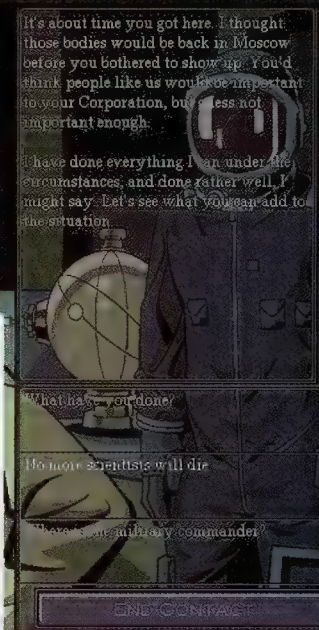 It's about time you got here. I thought
those bodies would be back in Moscow
before you bothered to show up. You'd
think people like us would be important
to your Corporation, but guess not
important enough.
I have done everything I can under the
circumstances, and done rather well, I
might say. Let's see what you can add to
the situation.
What have you done?
No more scientists will die
Where is the military commander?
END CONTACT